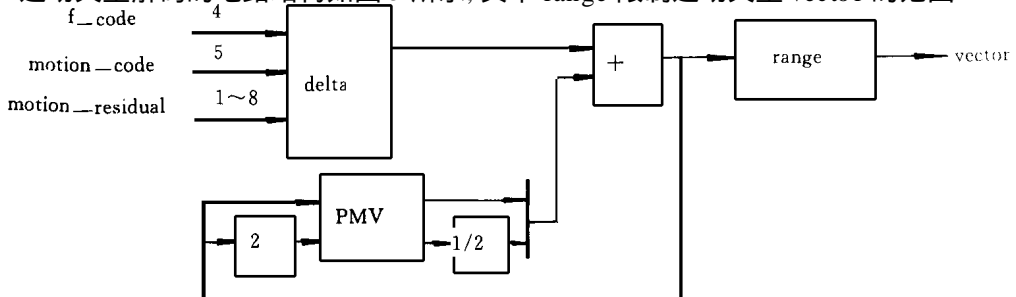 f_code 4
motion_code 5
motion_residual 1~8
delta
+
range
vector
PMV
2
1/2